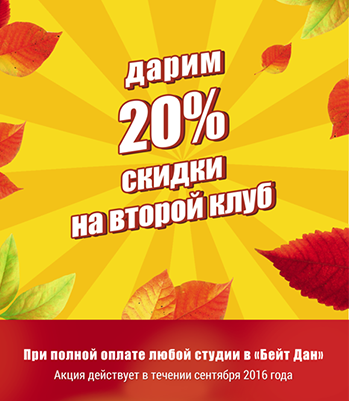 дарим
20%
скидки
на второй клуб
При полной оплате любой студии в «Бейт Дан»
Акция действует в течении сентября 2016 года